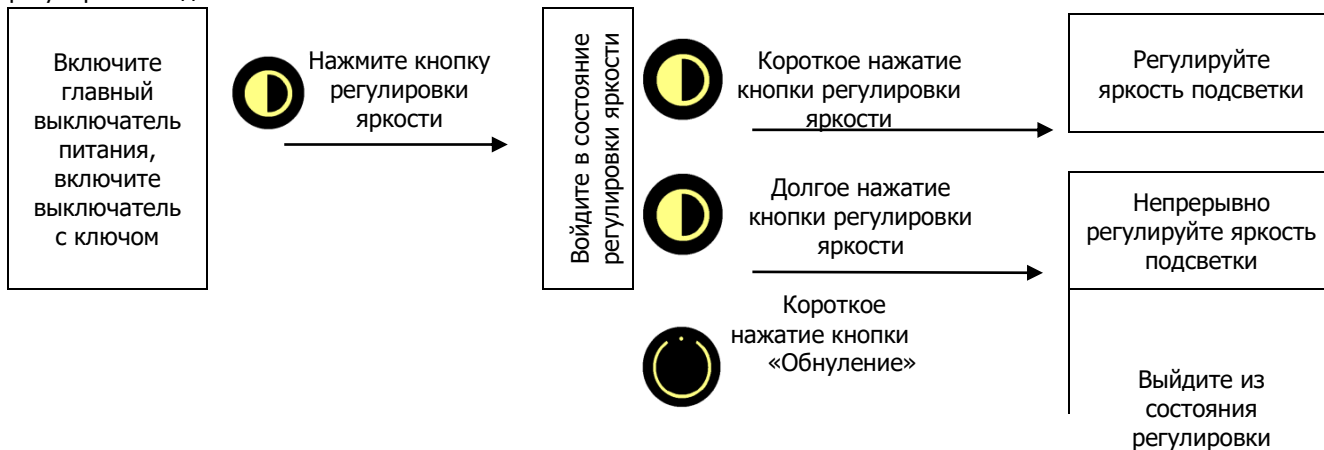 Включите
главный
выключатель
питания,
включите
выключатель
с ключом
Нажмите кнопку
регулировки
яркости
Войдите в состояние
регулировки яркости
Короткое нажатие
кнопки регулировки
яркости
Регулируйте
яркость подсветки
Долгое нажатие
кнопки регулировки
яркости
Непрерывно
регулируйте яркость
подсветки
Короткое
нажатие кнопки
«Обнуление»
Выйдите из
состояния
регулировки